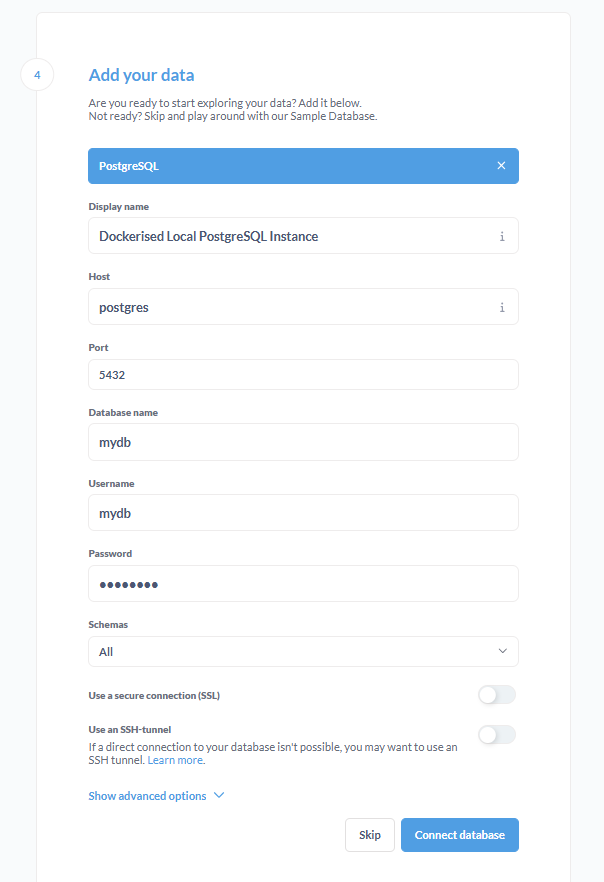 4
Add your data
Are you ready to start exploring your data? Add it below.
Not ready? Skip and play around with our Sample Database.
PostgreSQL
Display name
Dockerised Local PostgreSQL Instance
Host
postgres
Port
5432
Database name
mydb
Username
mydb
Password
••••••••
Schemas
All
Use a secure connection (SSL)
Use an SSH-tunnel
If a direct connection to your database isn't possible, you may want to use an
SSH tunnel. Learn more.
Show advanced options
Skip
Connect database